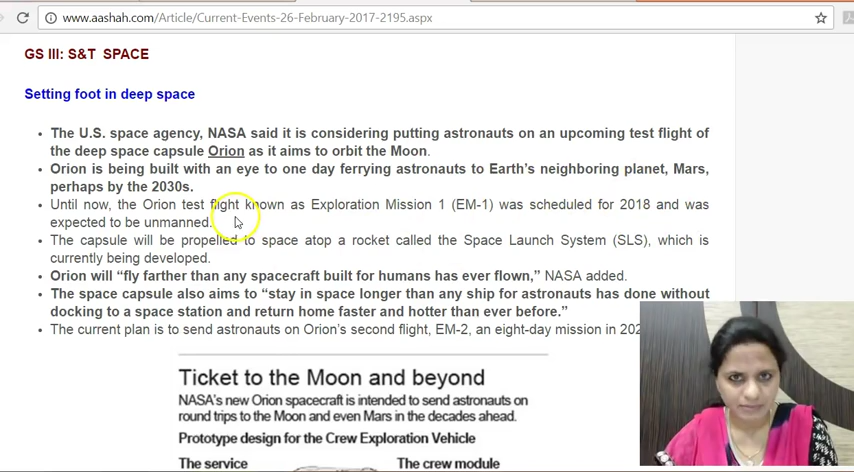 www.aashah.com/Article/Current-Events-26-February-2017-2195.aspx
GS III: S&T SPACE
Setting foot in deep space
• The U.S. space agency, NASA said it is considering putting astronauts on an upcoming test flight of
the deep space capsule Orion as it aims to orbit the Moon.
• Orion is being built with an eye to one day ferrying astronauts to Earth's neighboring planet, Mars,
perhaps by the 2030s.
• Until now, the Orion test flight known as Exploration Mission 1 (EM-1) was scheduled for 2018 and was
expected to be unmanned.
• The capsule will be propelled to space atop a rocket called the Space Launch System (SLS), which is
currently being developed.
• Orion will “fly farther than any spacecraft built for humans has ever flown,” NASA added.
• The space capsule also aims to “stay in space longer than any ship for astronauts has done without
docking to a space station and return home faster and hotter than ever before.”
• The current plan is to send astronauts on Orion's second flight, EM-2, an eight-day mission in
Ticket to the Moon and beyond
NASA's new Orion spacecraft is intended to send astronauts on
round trips to the Moon and even Mars in the decades ahead.
Prototype design for the Crew Exploration Vehicle
The service The crew module